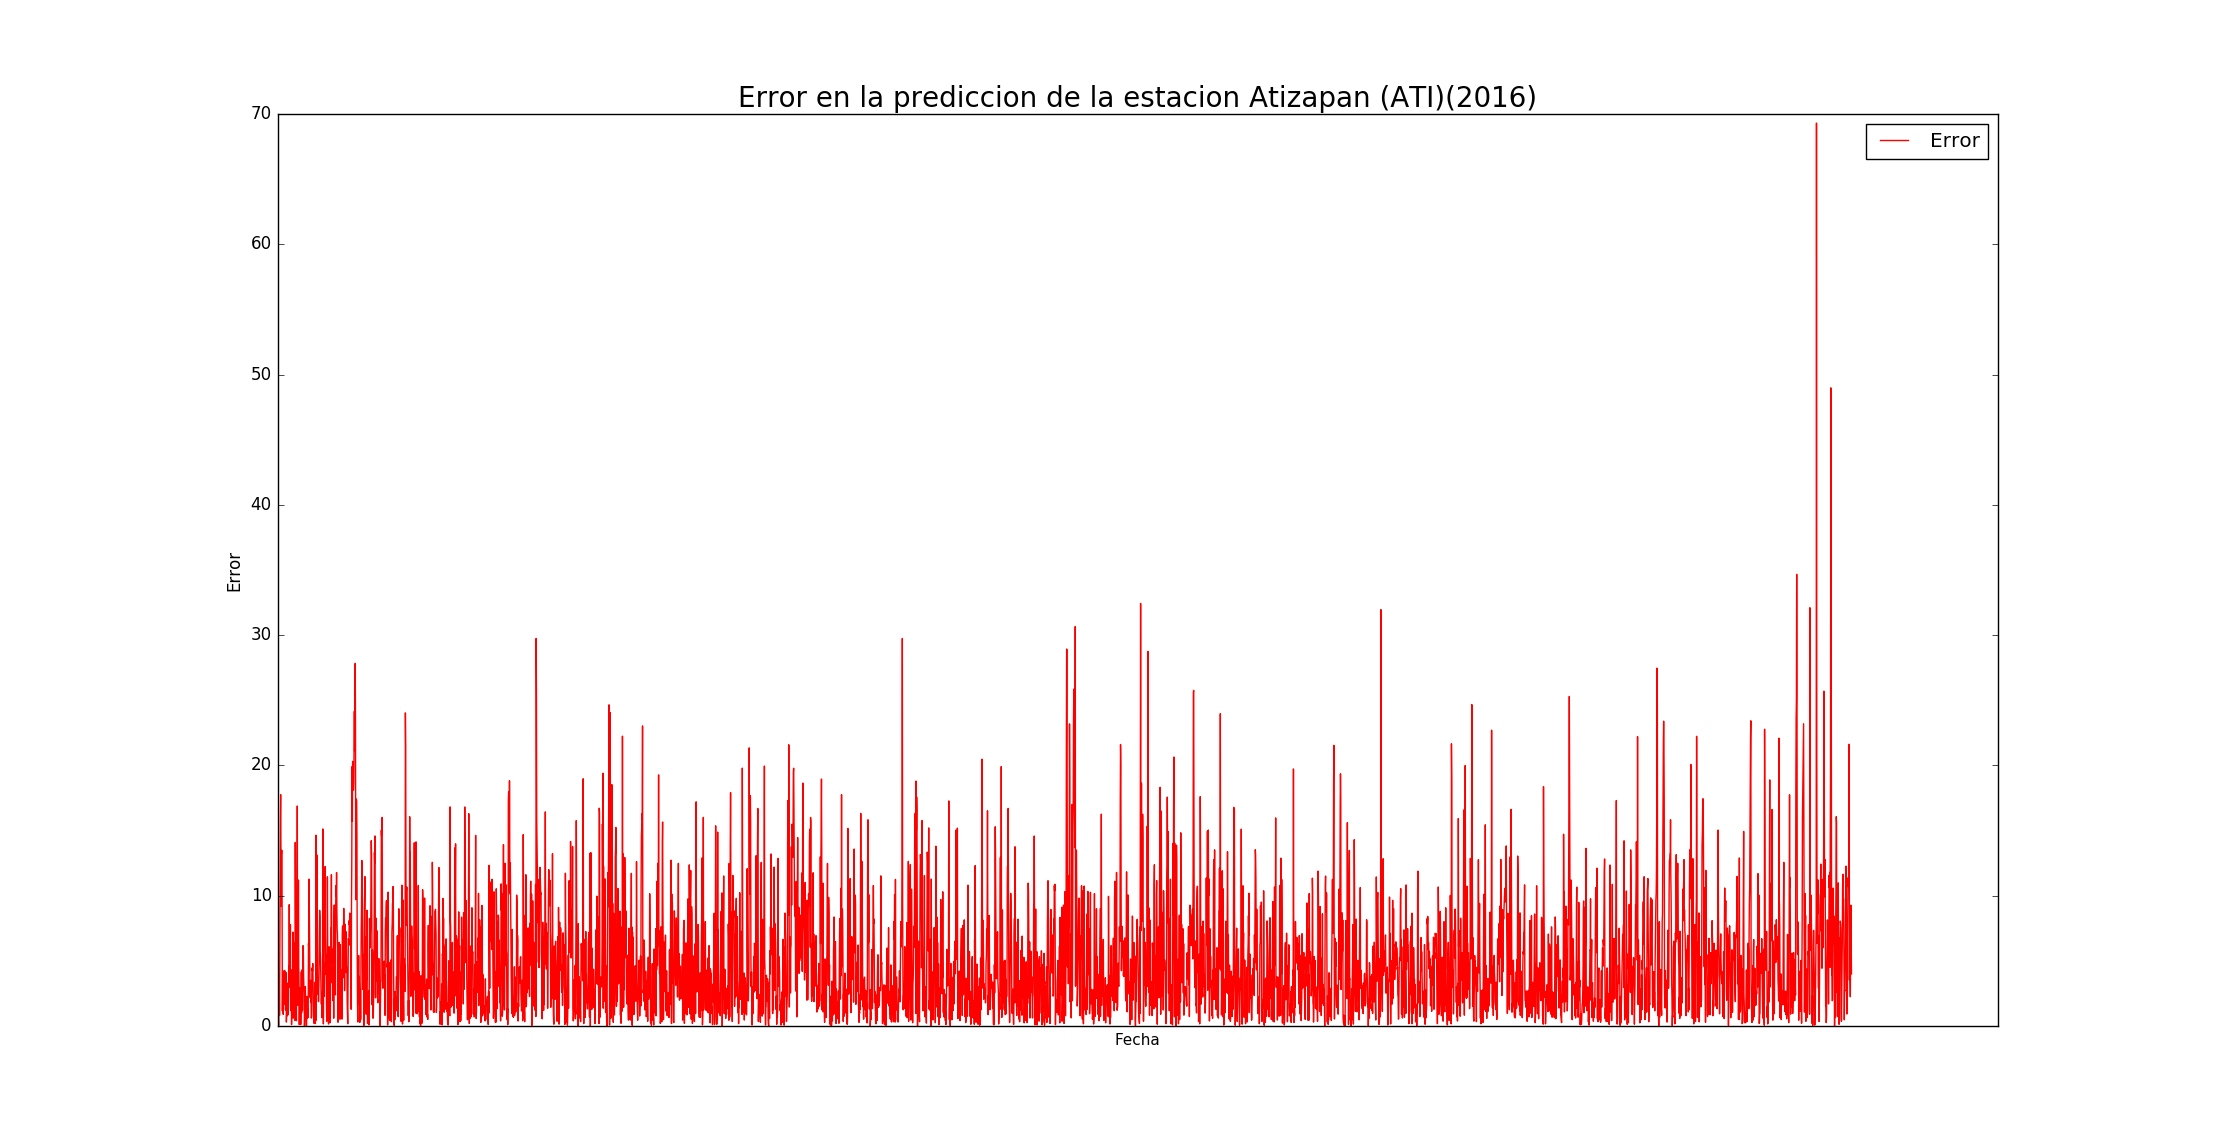 Error en la prediccion de la estacion Atizapan (ATI)(2016)
70
60
50
40
30
20
10
0
Error
Error
Fecha